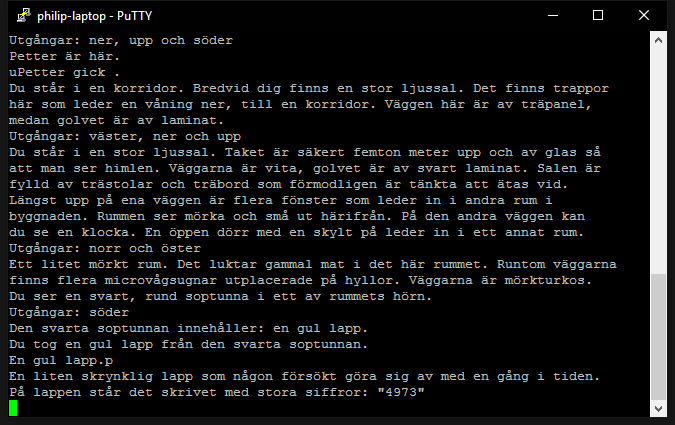 philip-laptop - PuTTY
Utgångar: ner, upp och söder
Petter är här.
uPetter gick .
Du står i en korridor. Bredvid dig finns en stor ljussal. Det finns trappor
här som leder en våning ner, till en korridor. Väggen här är av träpanel,
medan golvet är av laminat.
Utgångar: väster, ner och upp
Du står i en stor ljussal. Taket är säkert femton meter upp och av glas så
att man ser himlen. Väggarna är vita, golvet är av svart laminat. Salen är
fylld av trästolar och träbord som förmodligen är tänkta att ätas vid.
Längst upp på ena väggen är flera fönster som leder in i andra rum i
byggnaden. Rummen ser mörka och små ut härifrån. På den andra väggen kan
du se en klocka. En öppen dörr med en skylt på leder in i ett annat rum.
Utgångar: norr och öster
Ett litet mörkt rum. Det luktar gammal mat i det här rummet. Runtom väggarna
finns flera microvågsugnar utplacerade på hyllor. Väggarna är mörkturkos.
Du ser en svart, rund soptunna i ett av rummets hörn.
Utgångar: söder
Den svarta soptunnan innehåller: en gul lapp.
Du tog en gul lapp från den svarta soptunnan.
En gul lapp.p
En liten skrynklig lapp som någon försökt göra sig av med en gång i tiden.
På lappen står det skrivet med stora siffror: "4973"